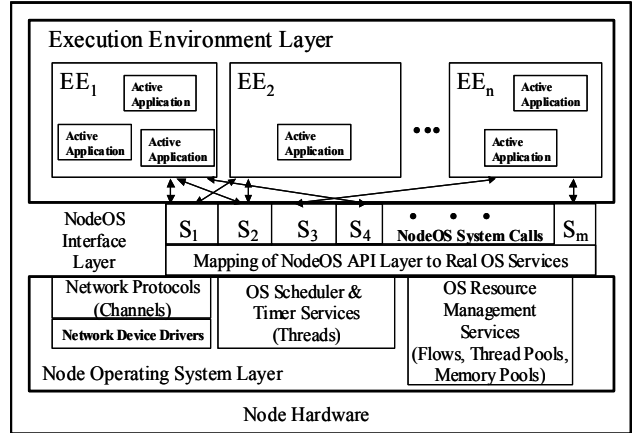 Execution Environment Layer
EE1
Active
Application
Active
Application
Active
Application
EE2
Active
Application
•••
EEn
Active
Application
Active
Application
NodeOS
Interface
Layer
S1
S2
S3
S4
• • •
NodeOS System Calls
Sm
Mapping of NodeOS API Layer to Real OS Services
Network Protocols
(Channels)
Network Device Drivers
OS Scheduler &
Timer Services
(Threads)
OS Resource
Management
Services
(Flows, Thread Pools,
Memory Pools)
Node Operating System Layer
Node Hardware